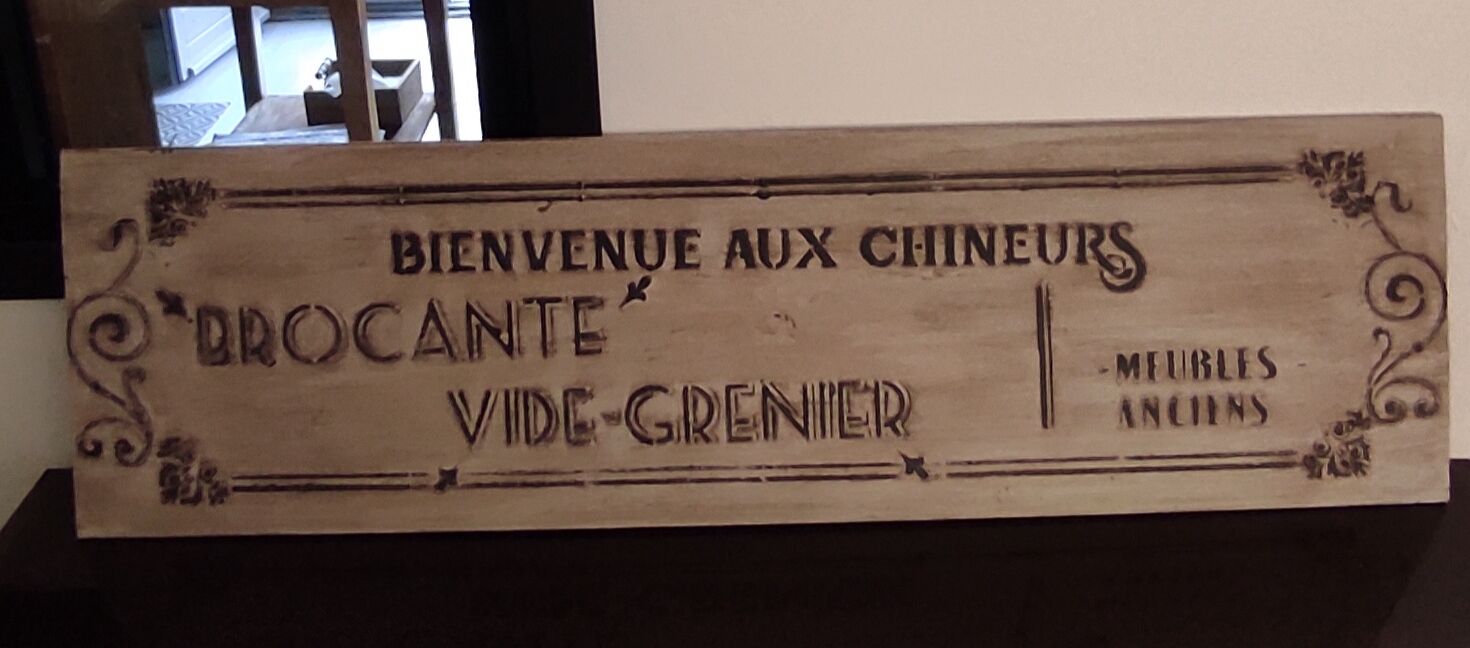 BIENVENUE AUX CHINEURS
BROCANTE
VIDE-GRENIER
-MEUBLES-
ANCIENS